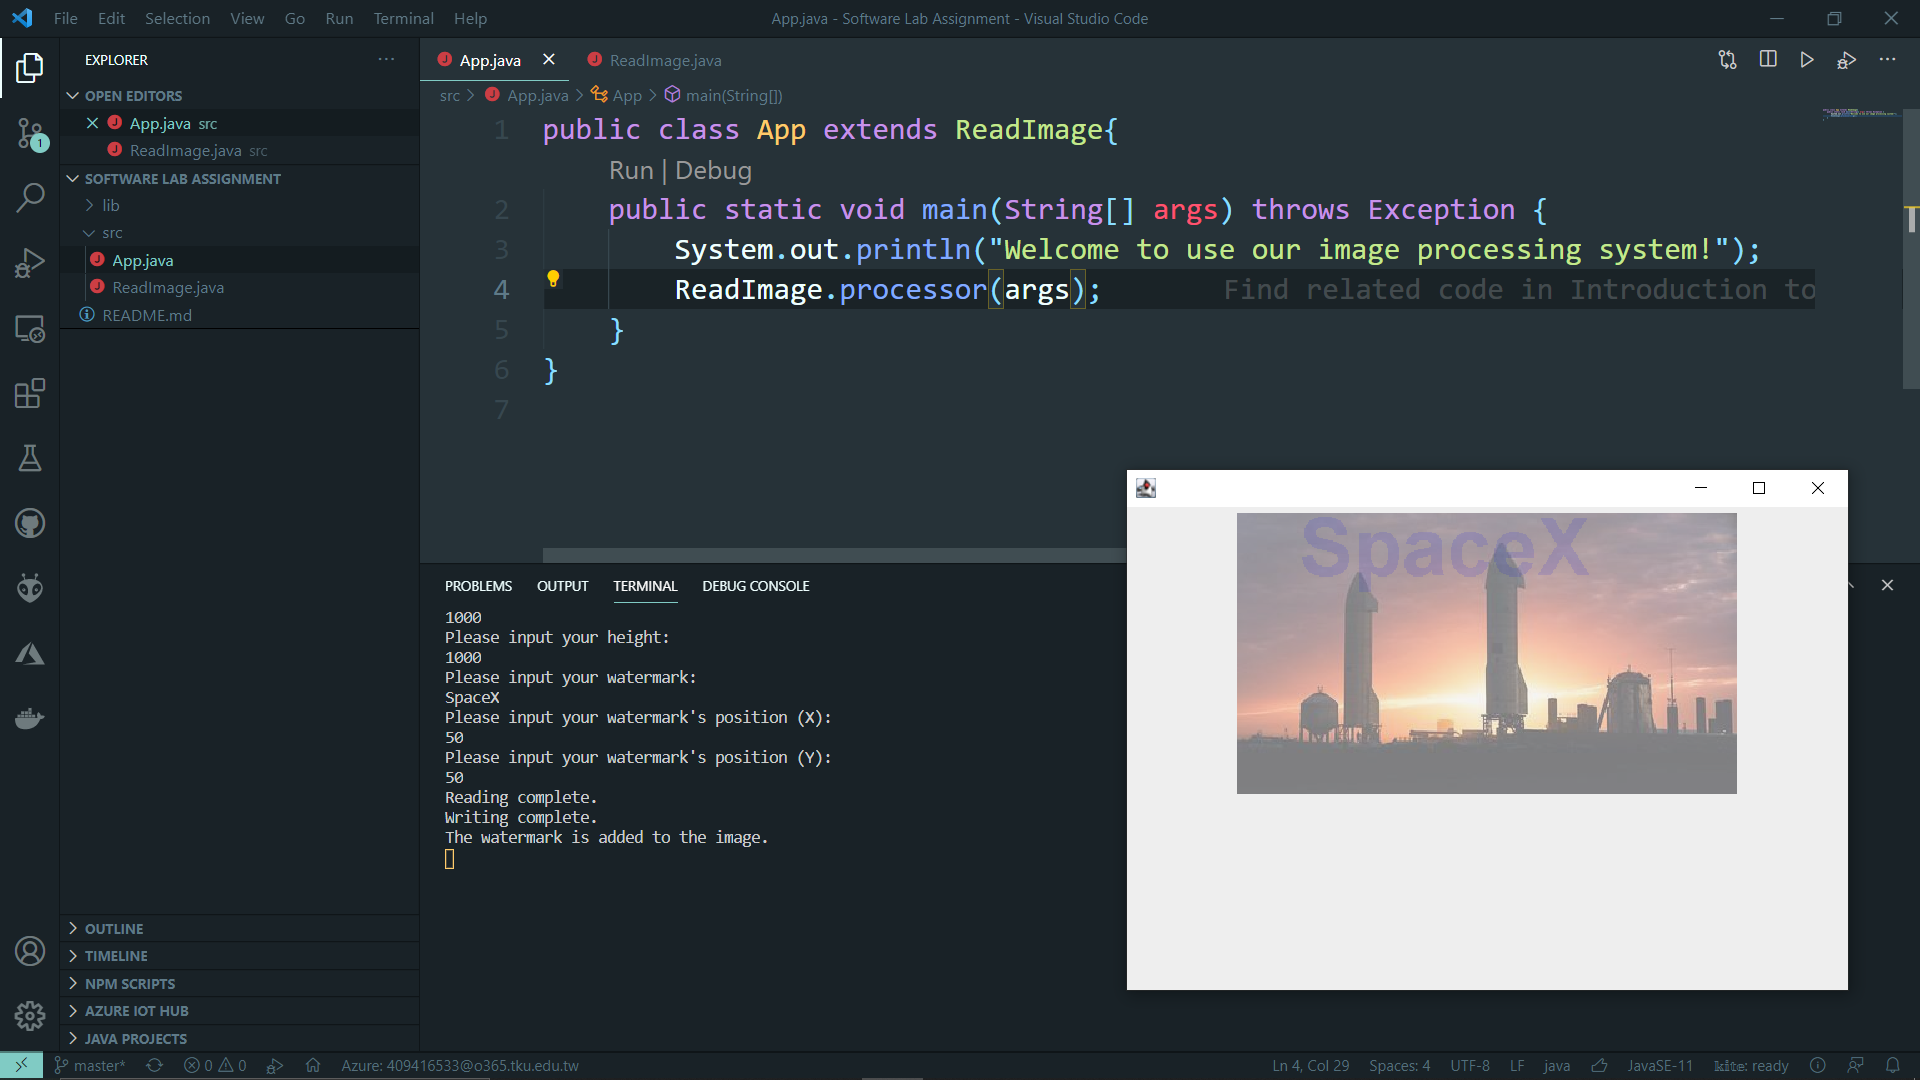 File Edit Selection View Go Run Terminal Help
App.java - Software Lab Assignment - Visual Studio Code
EXPLORER
OPEN EDITORS
App.java src
ReadImage.java src
SOFTWARE LAB ASSIGNMENT
lib
src
App.java
ReadImage.java
README.md
OUTLINE
TIMELINE
NPM SCRIPTS
AZURE IOT HUB
JAVA PROJECTS
1
App.java
ReadImage.java
src > App.java > App > main(String[])
1 public class App extends ReadImage{
Run | Debug
2 public static void main(String[] args) throws Exception {
3 System.out.println("Welcome to use our image processing system!");
4 ReadImage.processor(args); Find related code in Introduction to
5 }
6 }
7
PROBLEMS OUTPUT TERMINAL DEBUG CONSOLE
1000
Please input your height:
1000
Please input your watermark:
SpaceX
Please input your watermark's position (X):
50
Please input your watermark's position (Y):
50
Reading complete.
Writing complete.
The watermark is added to the image.
SpaceX
master* 0 0 Azure: 409416533@o365.tku.edu.tw
Ln 4, Col 29 Spaces: 4 UTF-8 LF java JavaSE-11 kite: ready